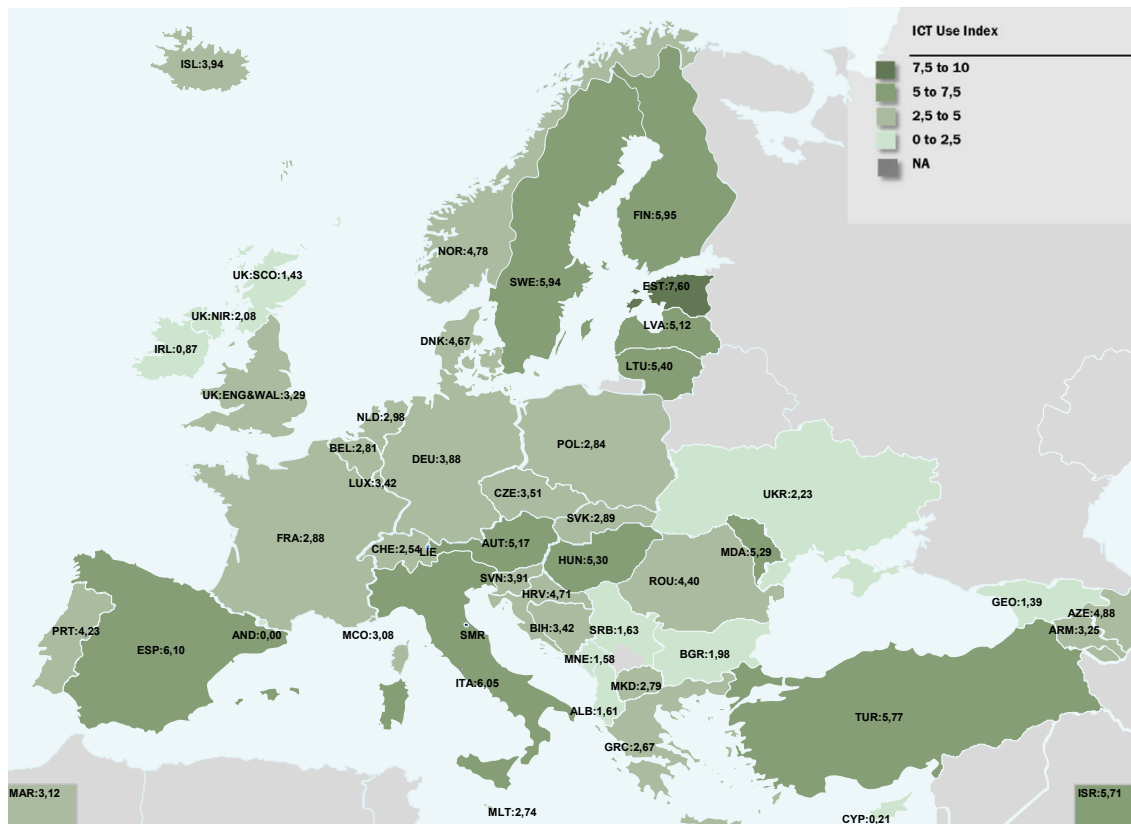 ICT Use Index
7,5 to 10
5 to 7,5
2,5 to 5
0 to 2,5
NA
ISL:3,94
FIN:5,95
NOR:4,78
UK:SCO:1,43
SWE:5,94
EST:7,60
UK:NIR:2,08
LVA:5,12
DNK:4,67
IRL:0,87
LTU:5,40
UK:ENG&WAL:3,29
NLD:2,98
POL:2,84
BEL:2,81
DEU:3,88
LUX:3,42
CZE:3,51
UKR:2,23
SVK:2,89
FRA:2,88
AUT:5,17
CHE:2,54
LIE
MDA:5,29
HUN:5,30
ROU:4,40
SVN:3,91
HRV:4,71
GEO:1,39
AZE:4,88
PRT:4,23
AND:0,00
MCO:3,08
SMR
BIH:3,42
SRB:1,63
ARM:3,25
ESP:6,10
BGR:1,98
MNE:1,58
ITA:6,05
MKD:2,79
ALB:1,61
TUR:5,77
GRC:2,67
MAR:3,12
ISR:5,71
MLT:2,74
CYP:0,21